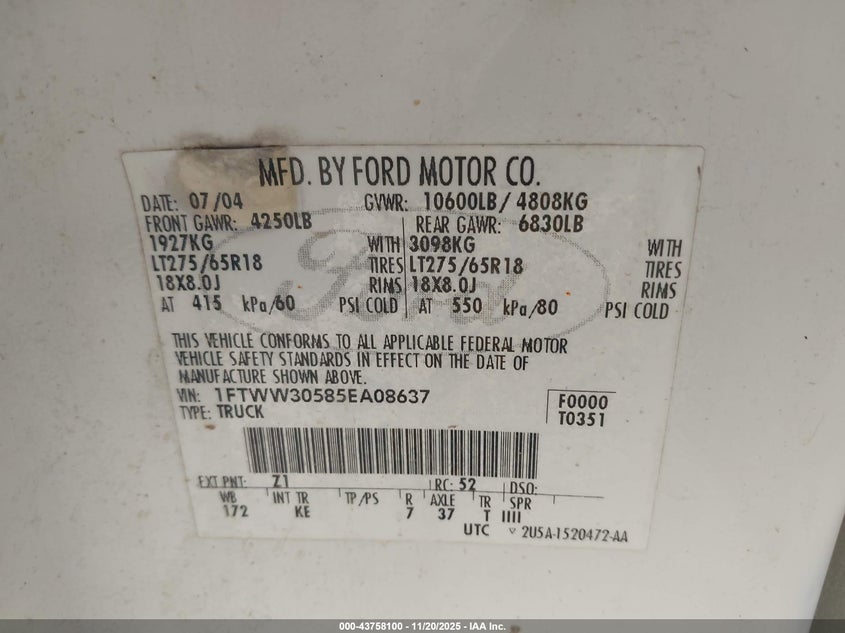 MFD. BY FORD MOTOR CO.
DATE: 07/04 GVWR: 10600LB/ 4808KG
FRONT GAWR: 4250LB REAR GAWR: 6830LB
1927KG WITH 3098KG WITH
LT275/65R18 TIRES LT275/65R18 TIRES
18X8.0J RIMS 18X8.0J RIMS
AT 415 kPa/60 PSI COLD AT 550 kPa/80 PSI COLD
Ford
THIS VEHICLE CONFORMS TO ALL APPLICABLE FEDERAL MOTOR
VEHICLE SAFETY STANDARDS IN EFFECT ON THE DATE OF
MANUFACTURE SHOWN ABOVE.
VIN: 1FTWW30585EA08637 F0000
TYPE: TRUCK T0351
EXT PNT: Z1 RC: 52 DSO:
WB INT TR TP/PS R AXLE TR SPR
172 KE 7 37 T IIII
UTC 2U5A-1520472-AA
000-43758100 - 11/20/2025 - IAA Inc.